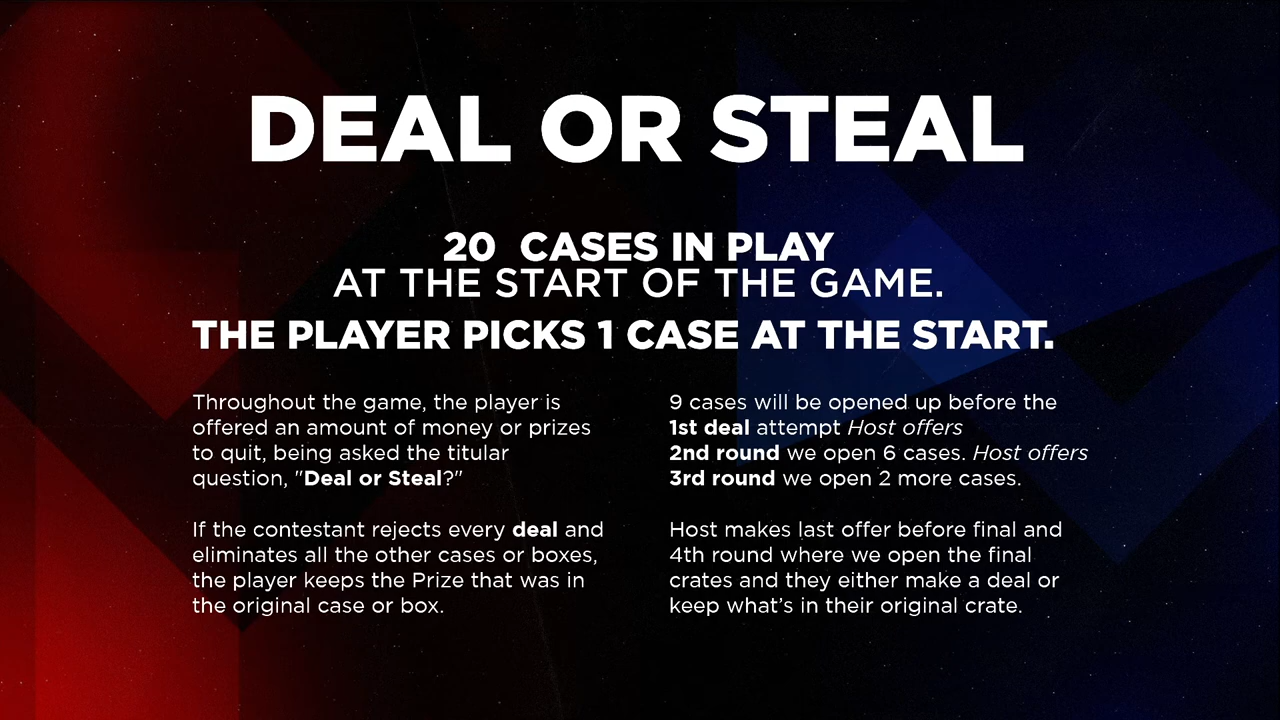 DEAL OR STEAL
20 CASES IN PLAY
AT THE START OF THE GAME.
THE PLAYER PICKS 1 CASE AT THE START.
Throughout the game, the player is
offered an amount of money or prizes
to quit, being asked the titular
question, "Deal or Steal?"
If the contestant rejects every deal and
eliminates all the other cases or boxes,
the player keeps the Prize that was in
the original case or box.
9 cases will be opened up before the
1st deal attempt Host offers
2nd round we open 6 cases. Host offers
3rd round we open 2 more cases.
Host makes last offer before final and
4th round where we open the final
crates and they either make a deal or
keep what's in their original crate.